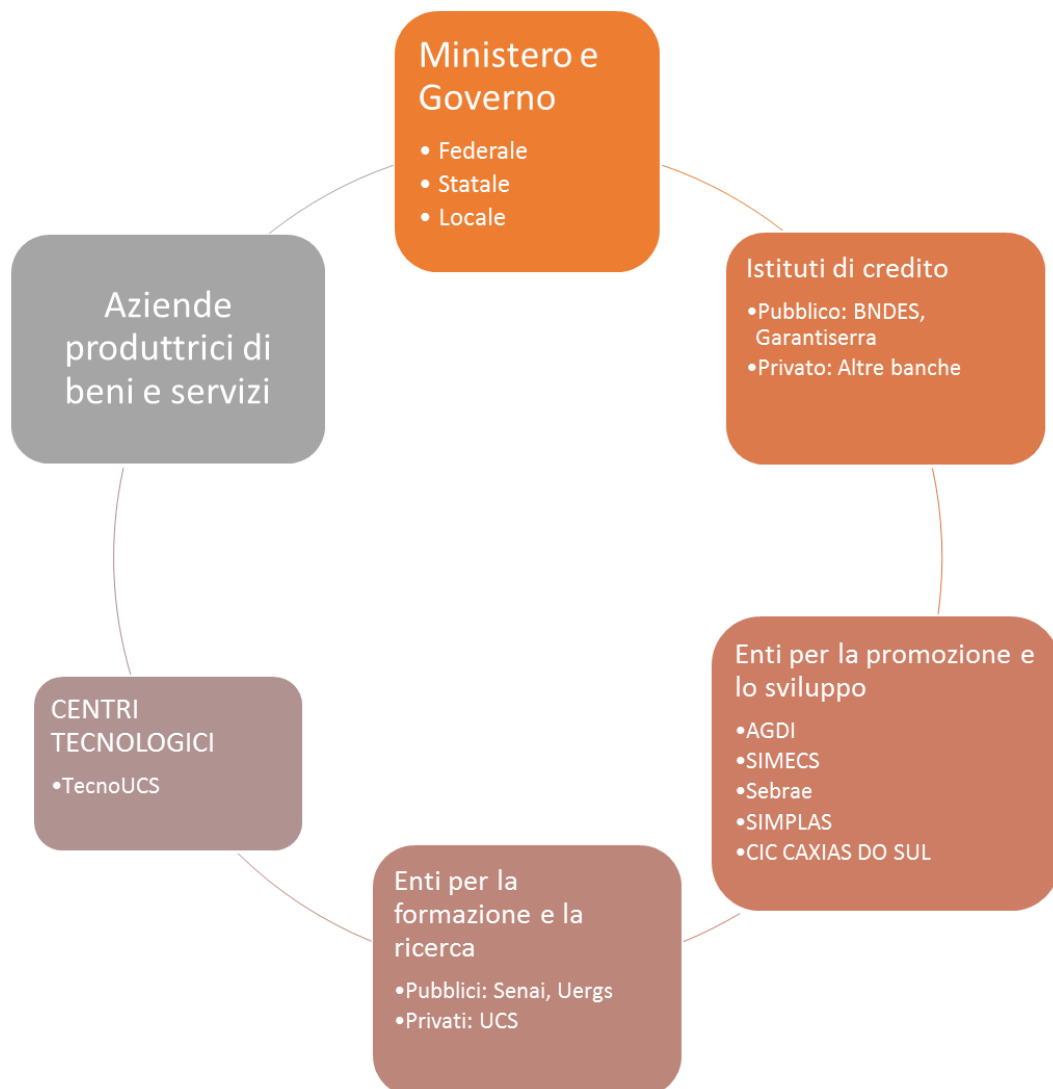 Ministero e
Governo
• Federale
• Statale
• Locale
Istituti di credito
•Pubblico: BNDES,
Garantiserra
•Privato: Altre banche
Enti per la promozione e
lo sviluppo
•AGDI
•SIMECS
•Sebrae
•SIMPLAS
•CIC CAXIAS DO SUL
Enti per la
formazione e la
ricerca
•Pubblici: Senai, Uergs
•Privati: UCS
CENTRI
TECNOLOGICI
•TecnoUCS
Aziende
produttrici di
beni e servizi